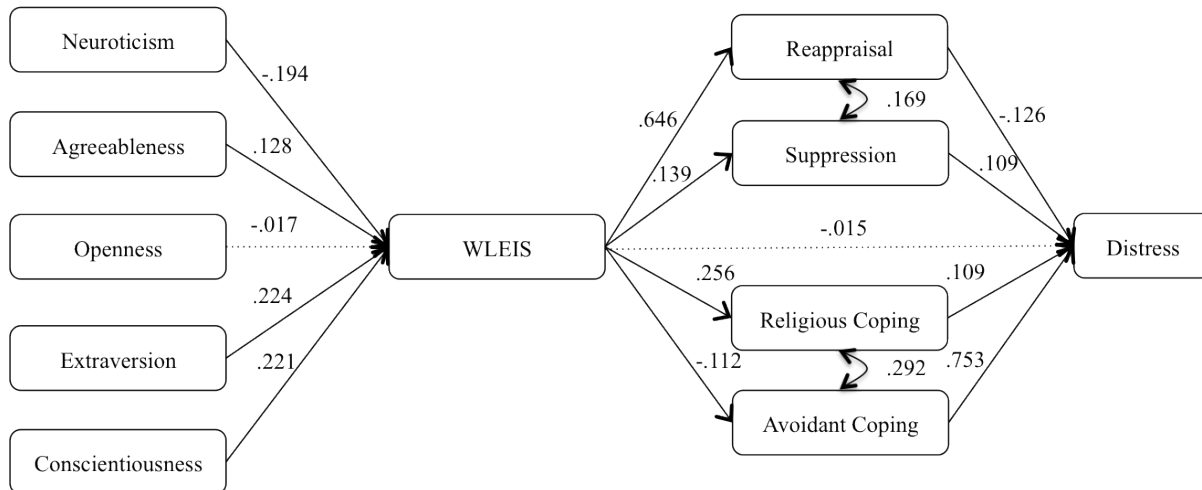 Neuroticism
-.194
Agreeableness
.128
Openness
-.017
Extraversion
.224
Conscientiousness
.221
WLEIS
.646
.139
-.015
.256
-.112
Reappraisal
.169
Suppression
Religious Coping
.292
Avoidant Coping
-.126
.109
.109
.753
Distress